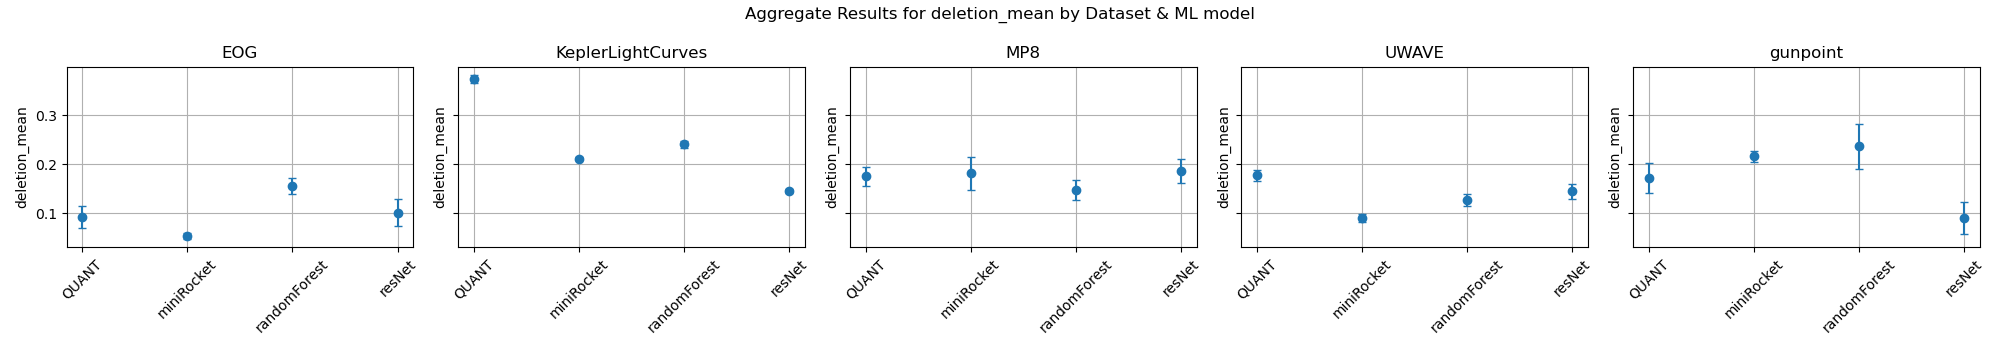 Aggregate Results for deletion_mean by Dataset & ML model
EOG
deletion_mean
0.3
0.2
0.1
QUANT
miniRocket
randomForest
resNet
KeplerLightCurves
deletion_mean
QUANT
miniRocket
randomForest
resNet
MP8
deletion_mean
QUANT
miniRocket
randomForest
resNet
UWAVE
deletion_mean
QUANT
miniRocket
randomForest
resNet
gunpoint
deletion_mean
QUANT
miniRocket
randomForest
resNet